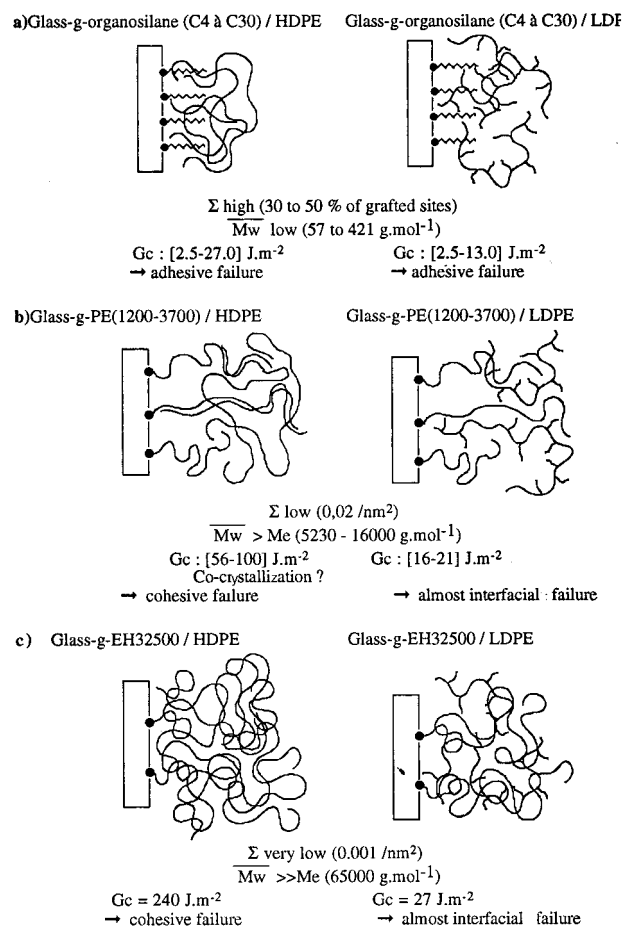 a)Glass-g-organosilane (C4 à C30) / HDPE Glass-g-organosilane (C4 à C30) / LDP
Σ high (30 to 50 % of grafted sites)
Mw low (57 to 421 g.mol-1)
Gc : [2.5-27.0] J.m-2 Gc : [2.5-13.0] J.m-2
→ adhesive failure → adhesive failure
b)Glass-g-PE(1200-3700) / HDPE Glass-g-PE(1200-3700) / LDPE
Σ low (0,02 /nm2)
Mw > Me (5230 - 16000 g.mol-1)
Gc : [56-100] J.m-2 Gc : [16-21] J.m-2
Co-crystallization ?
→ cohesive failure → almost interfacial failure
c) Glass-g-EH32500 / HDPE Glass-g-EH32500 / LDPE
Σ very low (0.001 /nm2)
Mw >>Me (65000 g.mol-1)
Gc = 240 J.m-2 Gc = 27 J.m-2
→ cohesive failure → almost interfacial failure